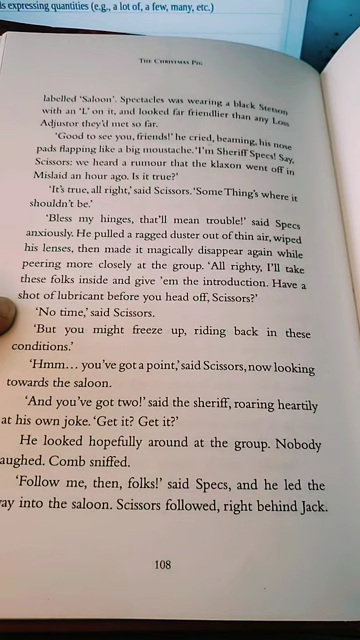 ls expressing quantities (e.g., a lot of, a few, many, etc.)
THE CHRISTMAS PIG
labelled ‘Saloon’. Spectacles was wearing a black Stetson
with an ‘L’ on it, and looked far friendlier than any Loss
Adjustor they’d met so far.
‘Good to see you, friends!’ he cried, beaming, his nose
pads flapping like a big moustache. ‘I’m Sheriff Specs! Say,
Scissors: we heard a rumour that the klaxon went off in
Mislaid an hour ago. Is it true?’
‘It’s true, all right,’ said Scissors. ‘Some Thing’s where it
shouldn’t be.’
‘Bless my hinges, that’ll mean trouble!’ said Specs
anxiously. He pulled a ragged duster out of thin air, wiped
his lenses, then made it magically disappear again while
peering more closely at the group. ‘All righty, I’ll take
these folks inside and give ’em the introduction. Have a
shot of lubricant before you head off, Scissors?’
‘No time,’ said Scissors.
‘But you might freeze up, riding back in these
conditions.’
‘Hmm… you’ve got a point,’ said Scissors, now looking
towards the saloon.
‘And you’ve got two!’ said the sheriff, roaring heartily
at his own joke. ‘Get it? Get it?’
He looked hopefully around at the group. Nobody
aughed. Comb sniffed.
‘Follow me, then, folks!’ said Specs, and he led the
ay into the saloon. Scissors followed, right behind Jack.
108